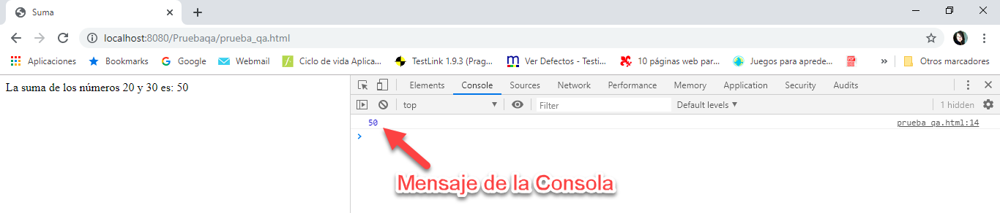 Suma
localhost:8080/Pruebaqa/prueba_qa.html
Aplicaciones Bookmarks Google Webmail Ciclo de vida Aplica... TestLink 1.9.3 (Prag... Ver Defectos - Testi... 10 páginas web par... Juegos para aprede... » Otros marcadores
La suma de los números 20 y 30 es: 50
Elements Console Sources Network Performance Memory Application Security Audits
top Filter Default levels 1 hidden
50 prueba_qa.html:14
Mensaje de la Consola